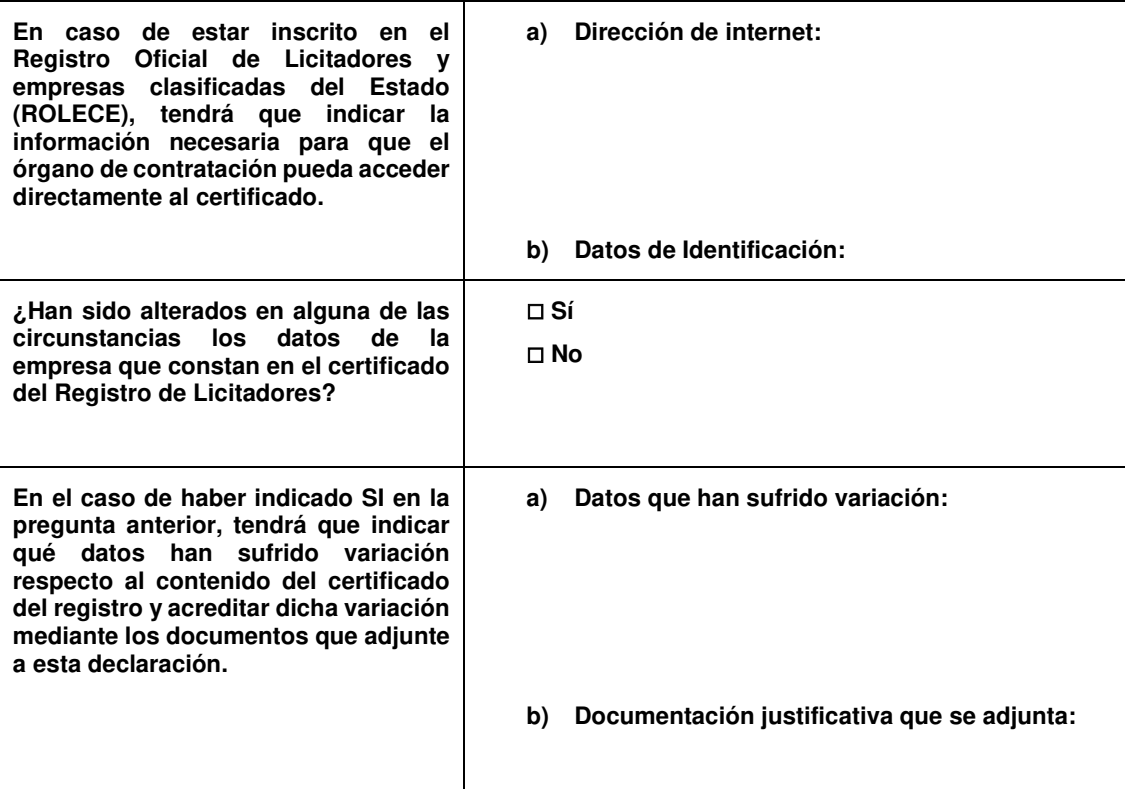 En caso de estar inscrito en el
Registro Oficial de Licitadores y
empresas clasificadas del Estado
(ROLECE), tendrá que indicar la
información necesaria para que el
órgano de contratación pueda acceder
directamente al certificado.
a) Dirección de internet:
b) Datos de Identificación:
¿Han sido alterados en alguna de las
circunstancias los datos de la
empresa que constan en el certificado
del Registro de Licitadores?
□ Sí
□ No
En el caso de haber indicado SI en la
pregunta anterior, tendrá que indicar
qué datos han sufrido variación
respecto al contenido del certificado
del registro y acreditar dicha variación
mediante los documentos que adjunte
a esta declaración.
a) Datos que han sufrido variación:
b) Documentación justificativa que se adjunta: